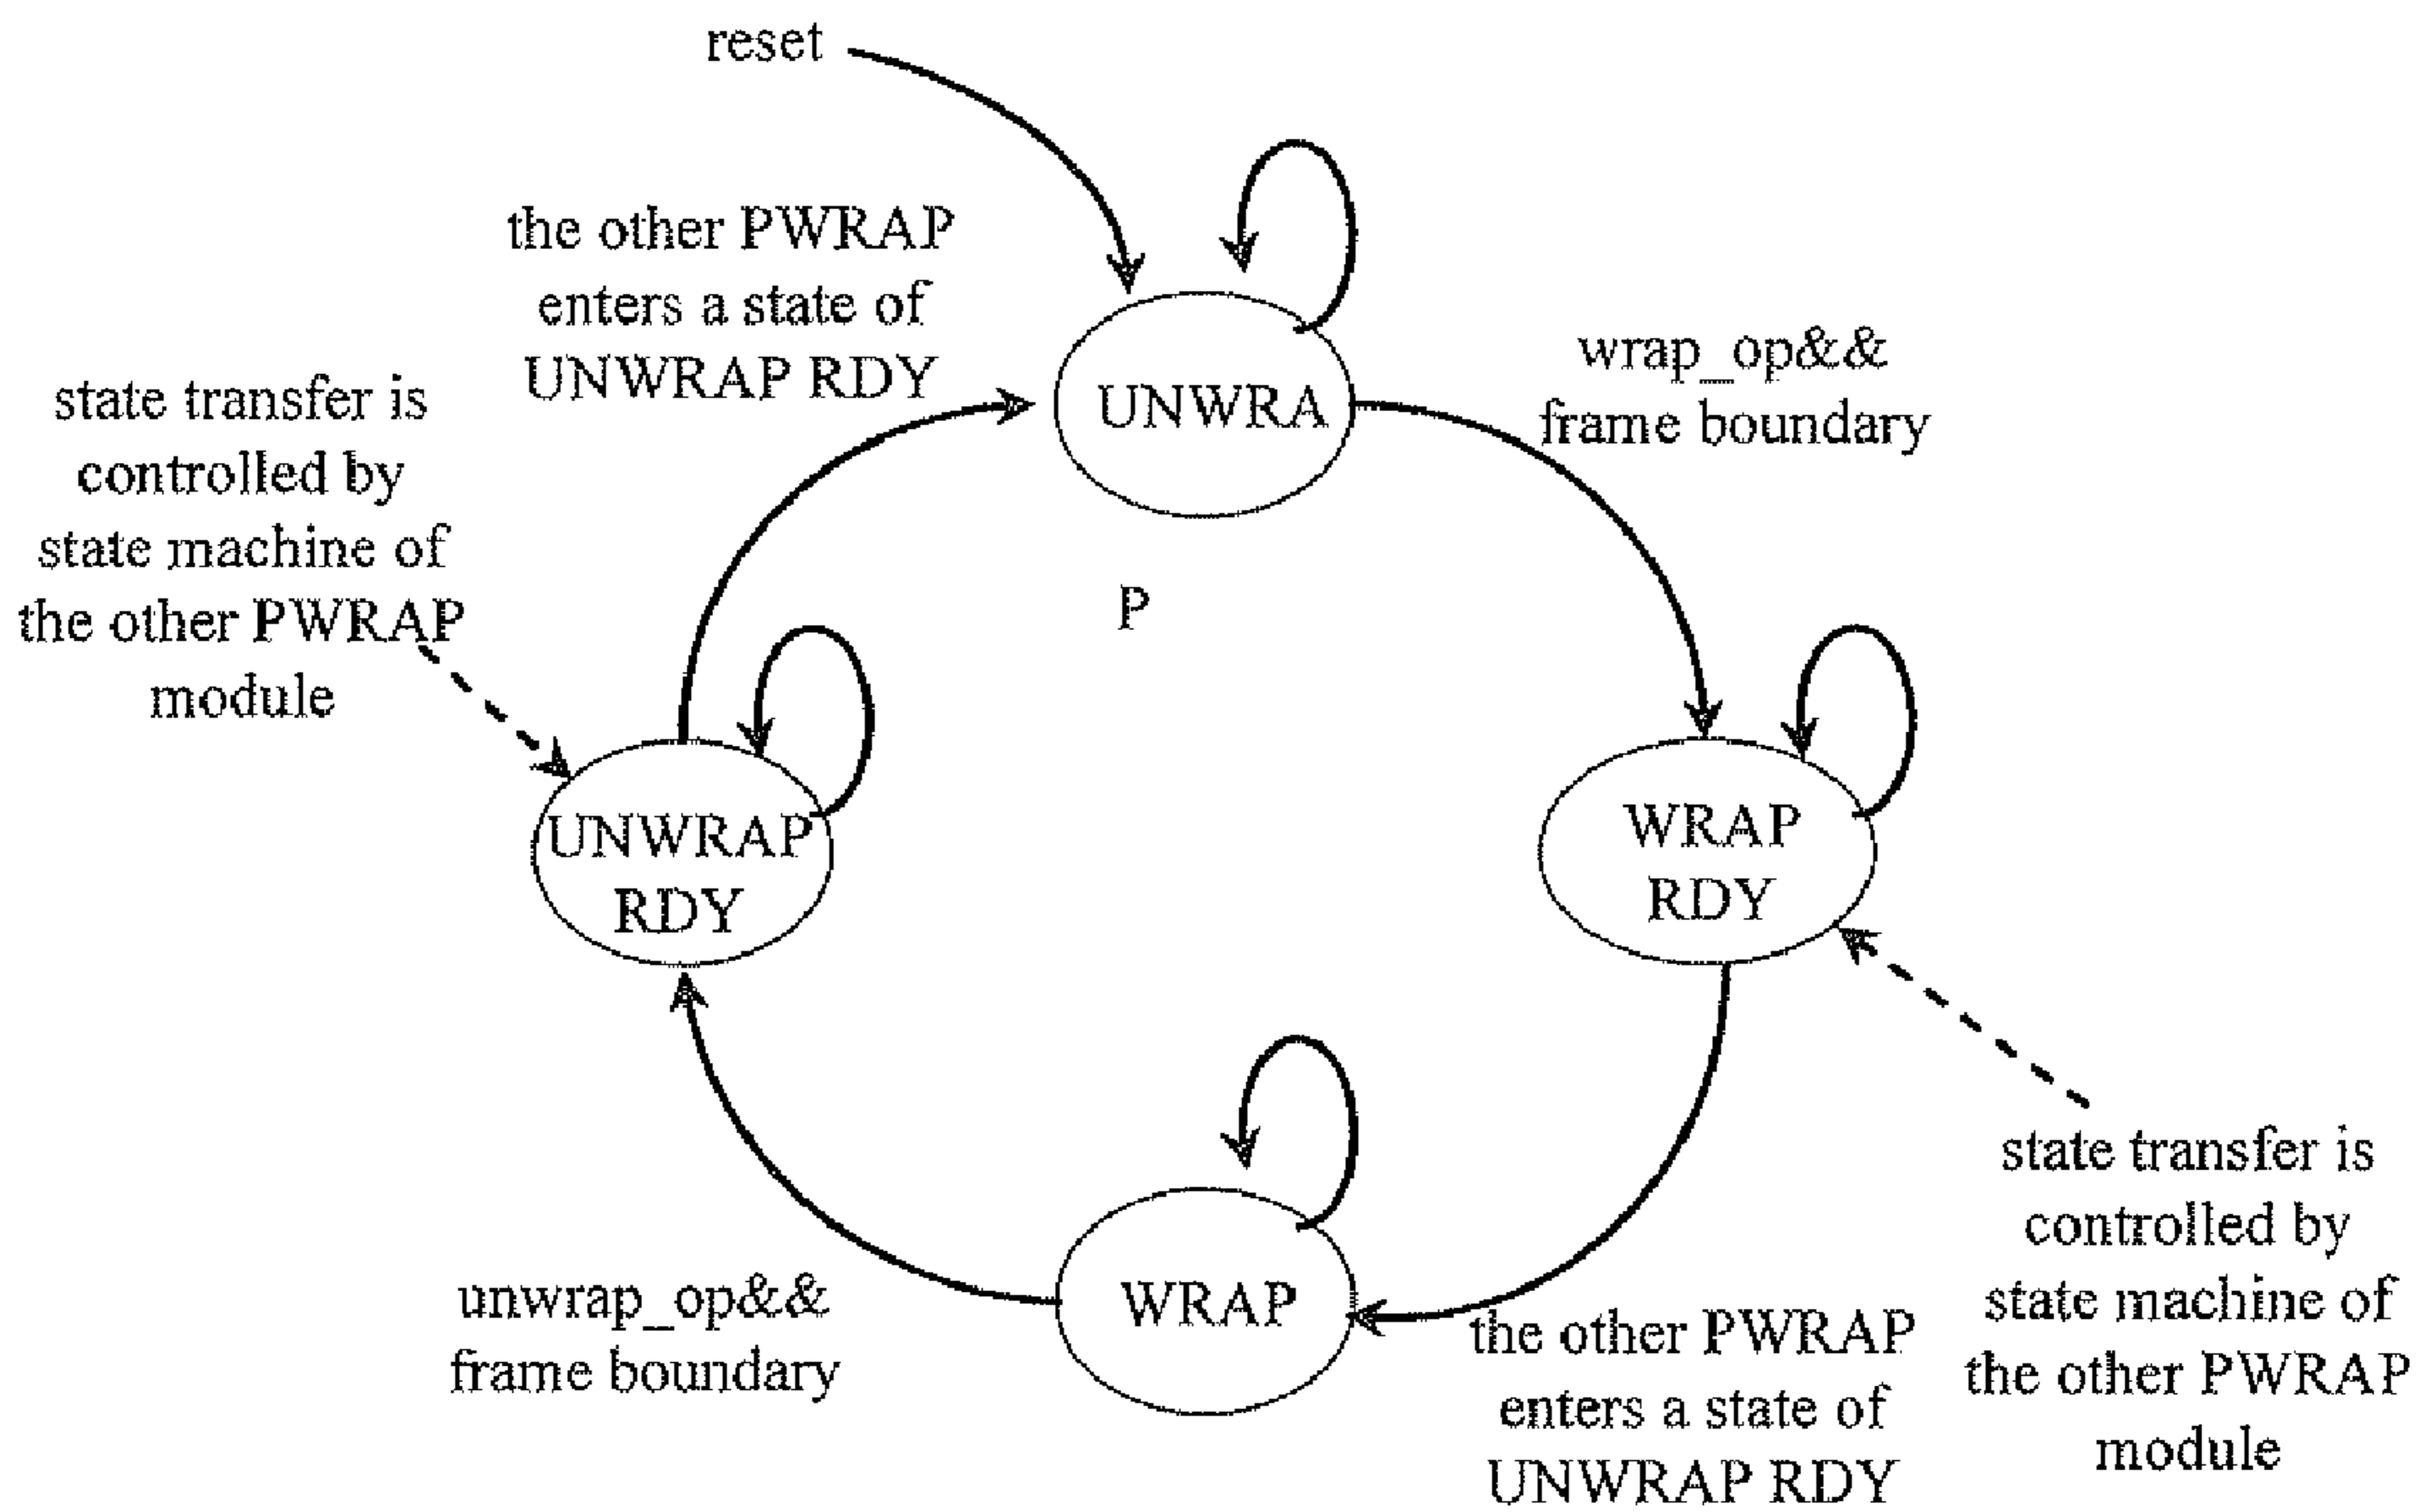 reset
the other PWRAP
enters a state of
UNWRAP RDY
wrap_op&&
frame boundary
state transfer is
controlled by
state machine of
the other PWRAP
module
UNWRA
P
UNWRAP
RDY
WRAP
RDY
WRAP
unwrap_op&&
frame boundary
the other PWRAP
enters a state of
UNWRAP RDY
state transfer is
controlled by
state machine of
the other PWRAP
module